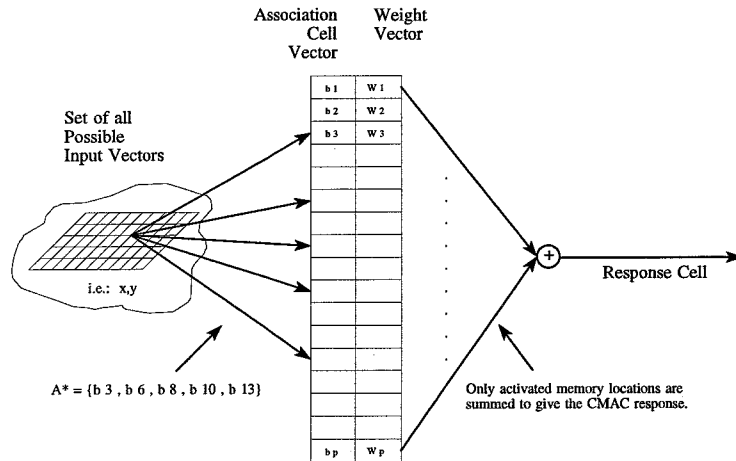 Association Weight
Cell Vector
Vector
b 1 W 1
b 2 W 2
b 3 W 3
Set of all
Possible
Input Vectors
i.e.: x,y
+
Response Cell
A* = {b 3 , b 6 , b 8 , b 10 , b 13}
Only activated memory locations are
summed to give the CMAC response.
b p W p